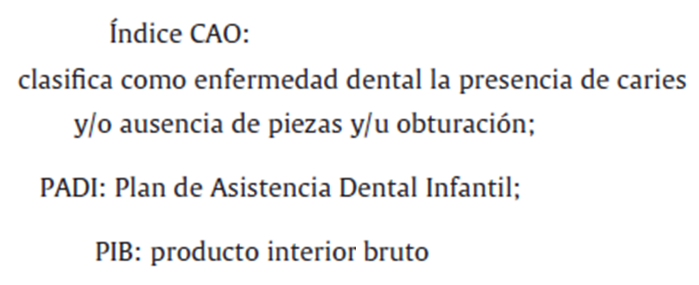 Índice CAO:
clasifica como enfermedad dental la presencia de caries
y/o ausencia de piezas y/u obturación;
PADI: Plan de Asistencia Dental Infantil;
PIB: producto interior bruto